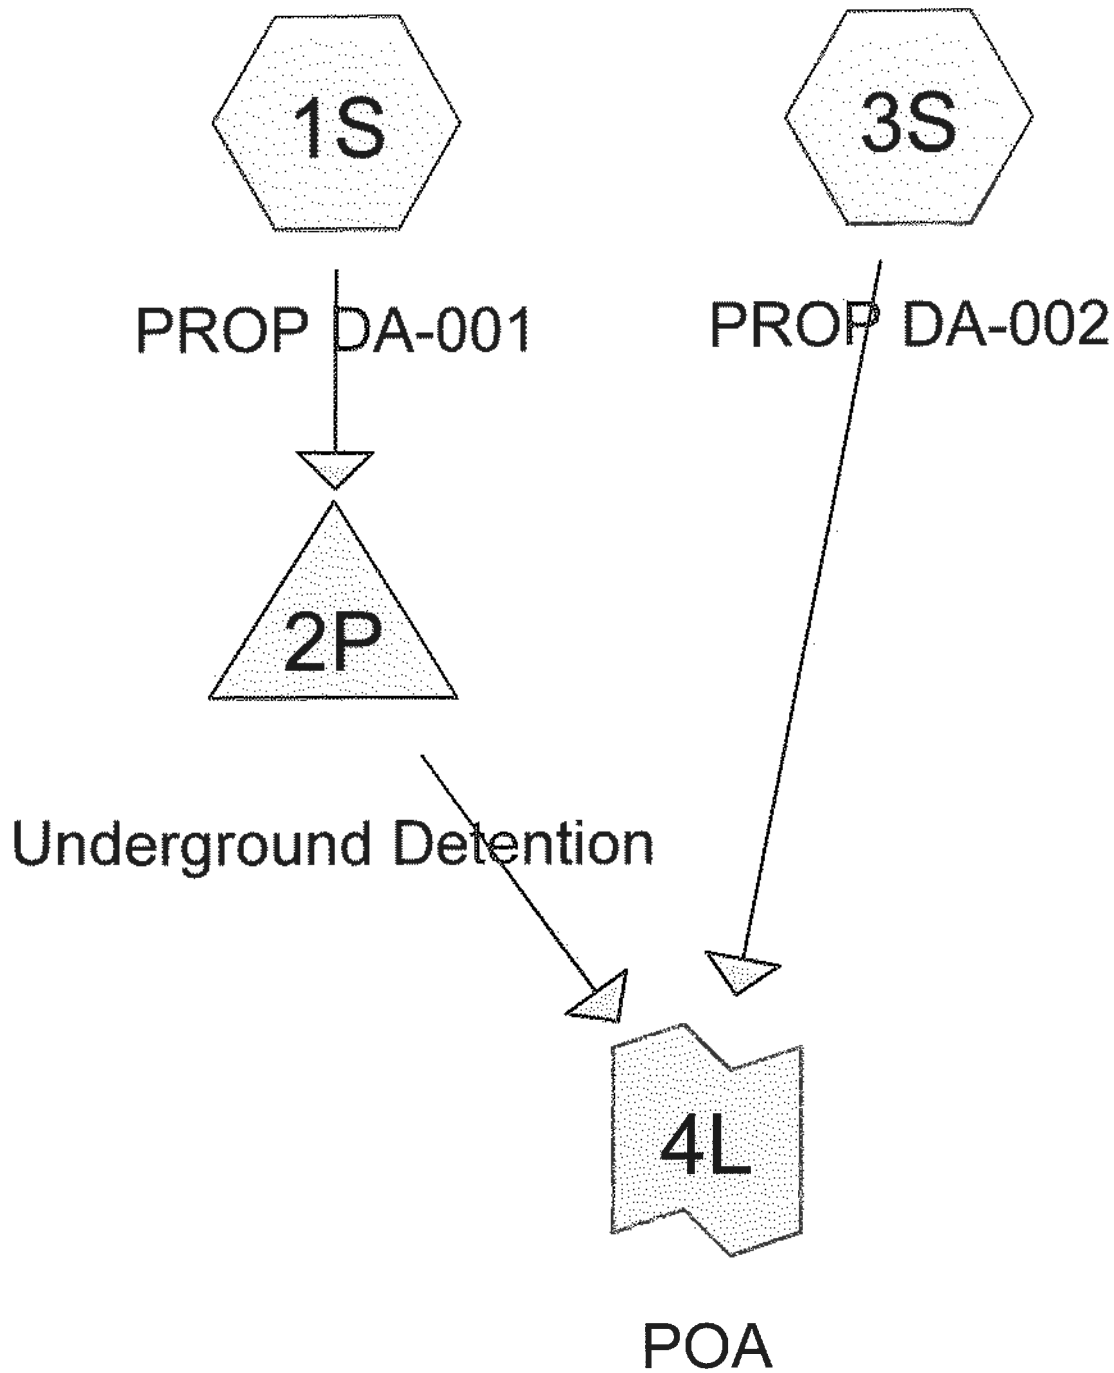 1S
3S
PROP DA-001
PROP DA-002
2P
Underground Detention
4L
POA